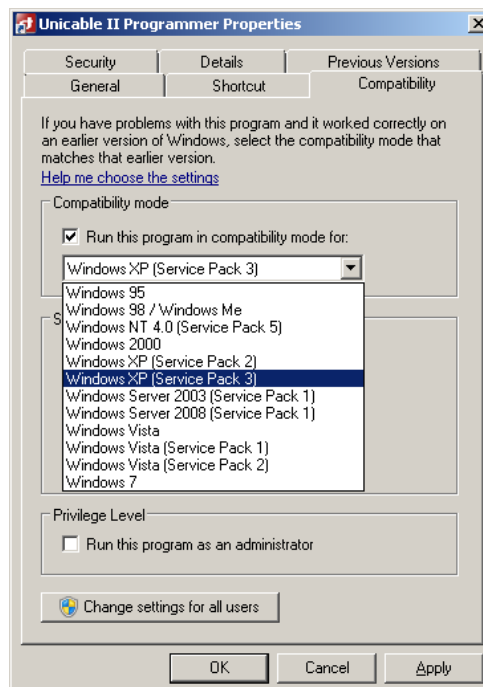 Unicable II Programmer Properties
Security Details Previous Versions
General Shortcut Compatibility
If you have problems with this program and it worked correctly on
an earlier version of Windows, select the compatibility mode that
matches that earlier version.
Help me choose the settings
Compatibility mode
Run this program in compatibility mode for:
Windows XP (Service Pack 3)
Windows 95
Windows 98 / Windows Me
Windows NT 4.0 (Service Pack 5)
Windows 2000
Windows XP (Service Pack 2)
Windows XP (Service Pack 3)
Windows Server 2003 (Service Pack 1)
Windows Server 2008 (Service Pack 1)
Windows Vista
Windows Vista (Service Pack 1)
Windows Vista (Service Pack 2)
Windows 7
Privilege Level
Run this program as an administrator
Change settings for all users
OK Cancel Apply